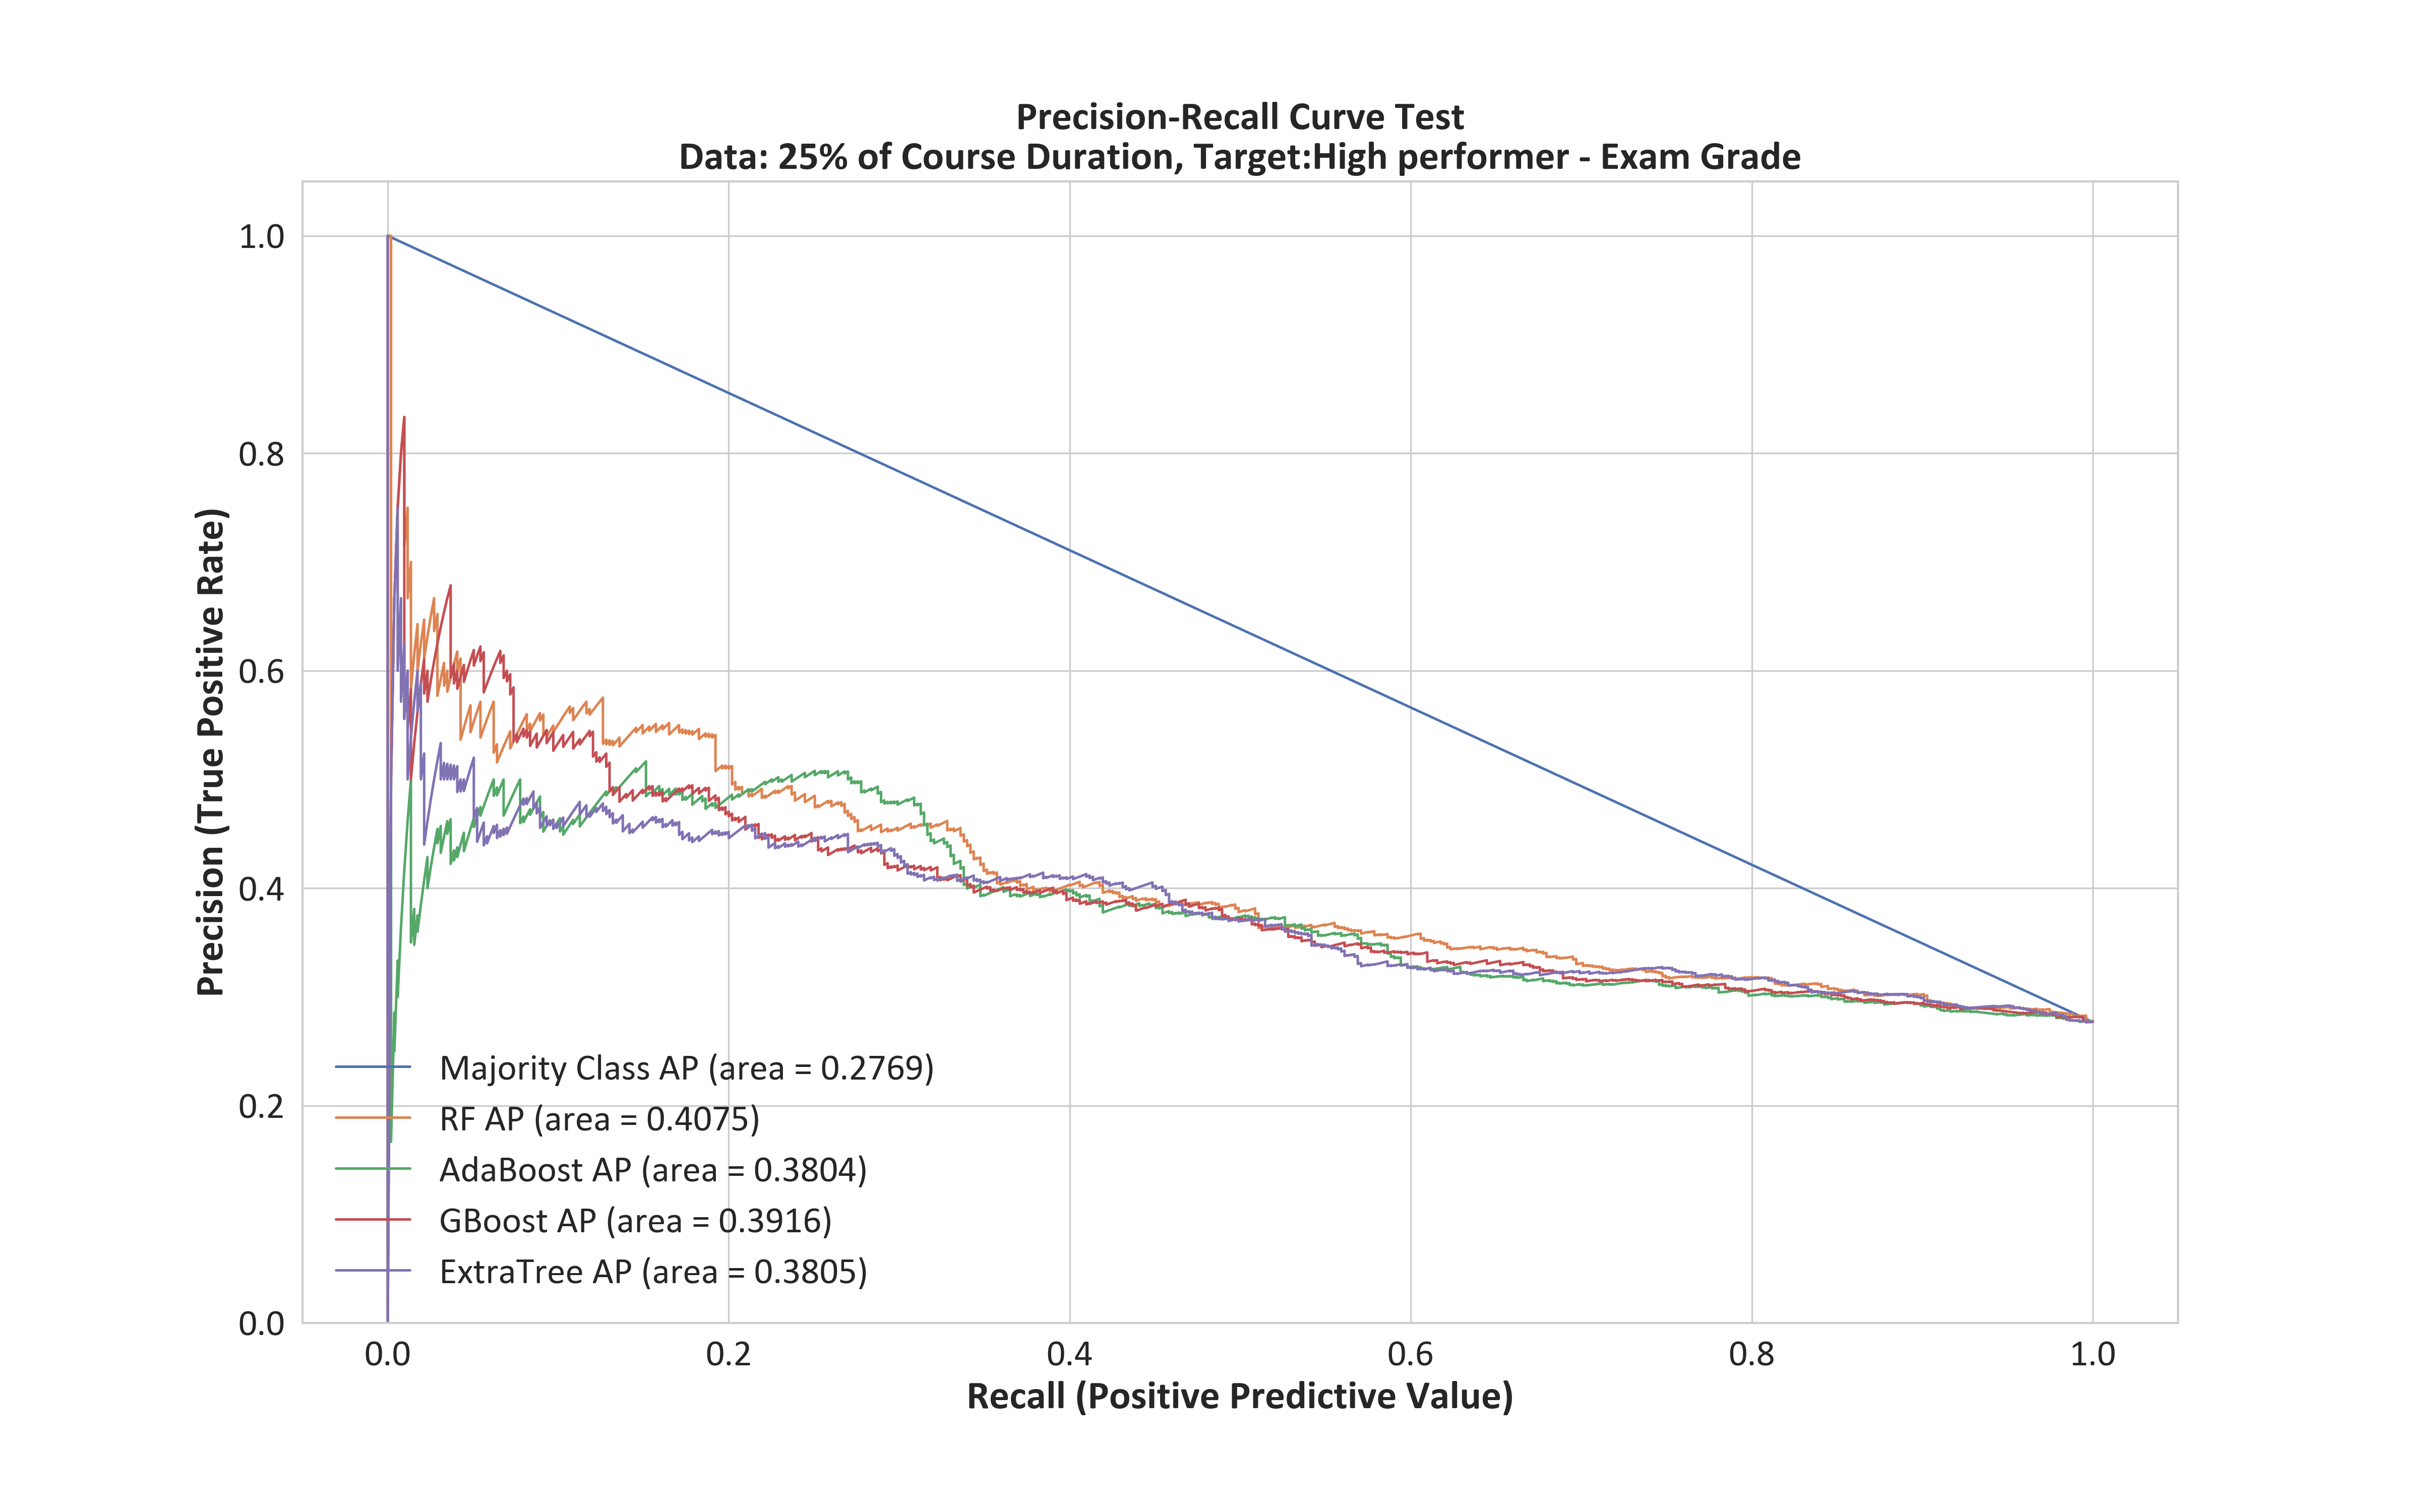 Precision-Recall Curve Test
Data: 25% of Course Duration, Target:High performer - Exam Grade
Precision (True Positive Rate)
1.0
0.8
0.6
0.4
0.2
0.0
Majority Class AP (area = 0.2769)
RF AP (area = 0.4075)
AdaBoost AP (area = 0.3804)
GBoost AP (area = 0.3916)
ExtraTree AP (area = 0.3805)
0.0 0.2 0.4 0.6 0.8 1.0
Recall (Positive Predictive Value)